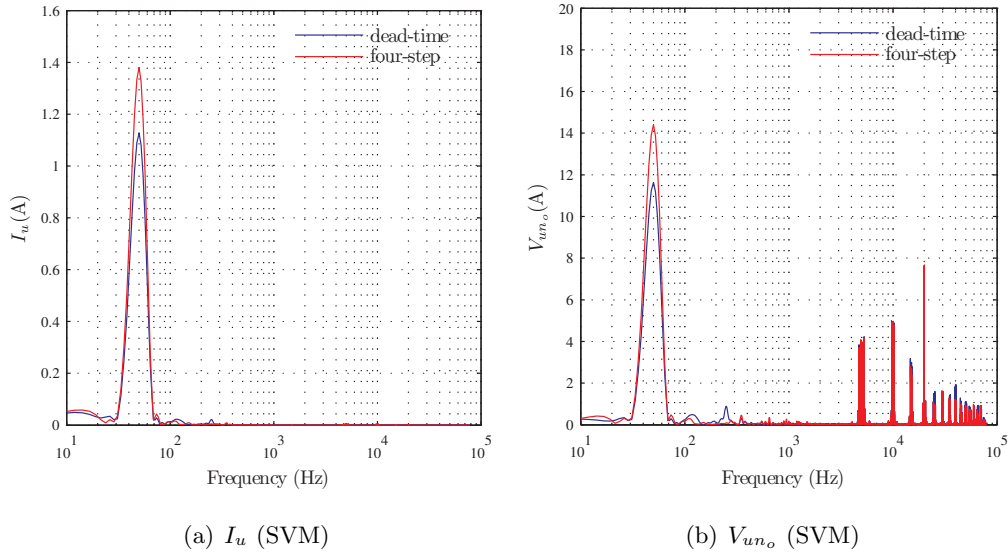 1.6
1.4
1.2
1
0.8
0.6
0.4
0.2
0
I_u(A)
dead-time
four-step
10 10^2 10^3 10^4 10^5
Frequency (Hz)
(a) I_u (SVM)
20
18
16
14
12
10
8
6
4
2
0
V_{un_o}(A)
dead-time
four-step
10 10^2 10^3 10^4 10^5
Frequency (Hz)
(b) V_{un_o} (SVM)